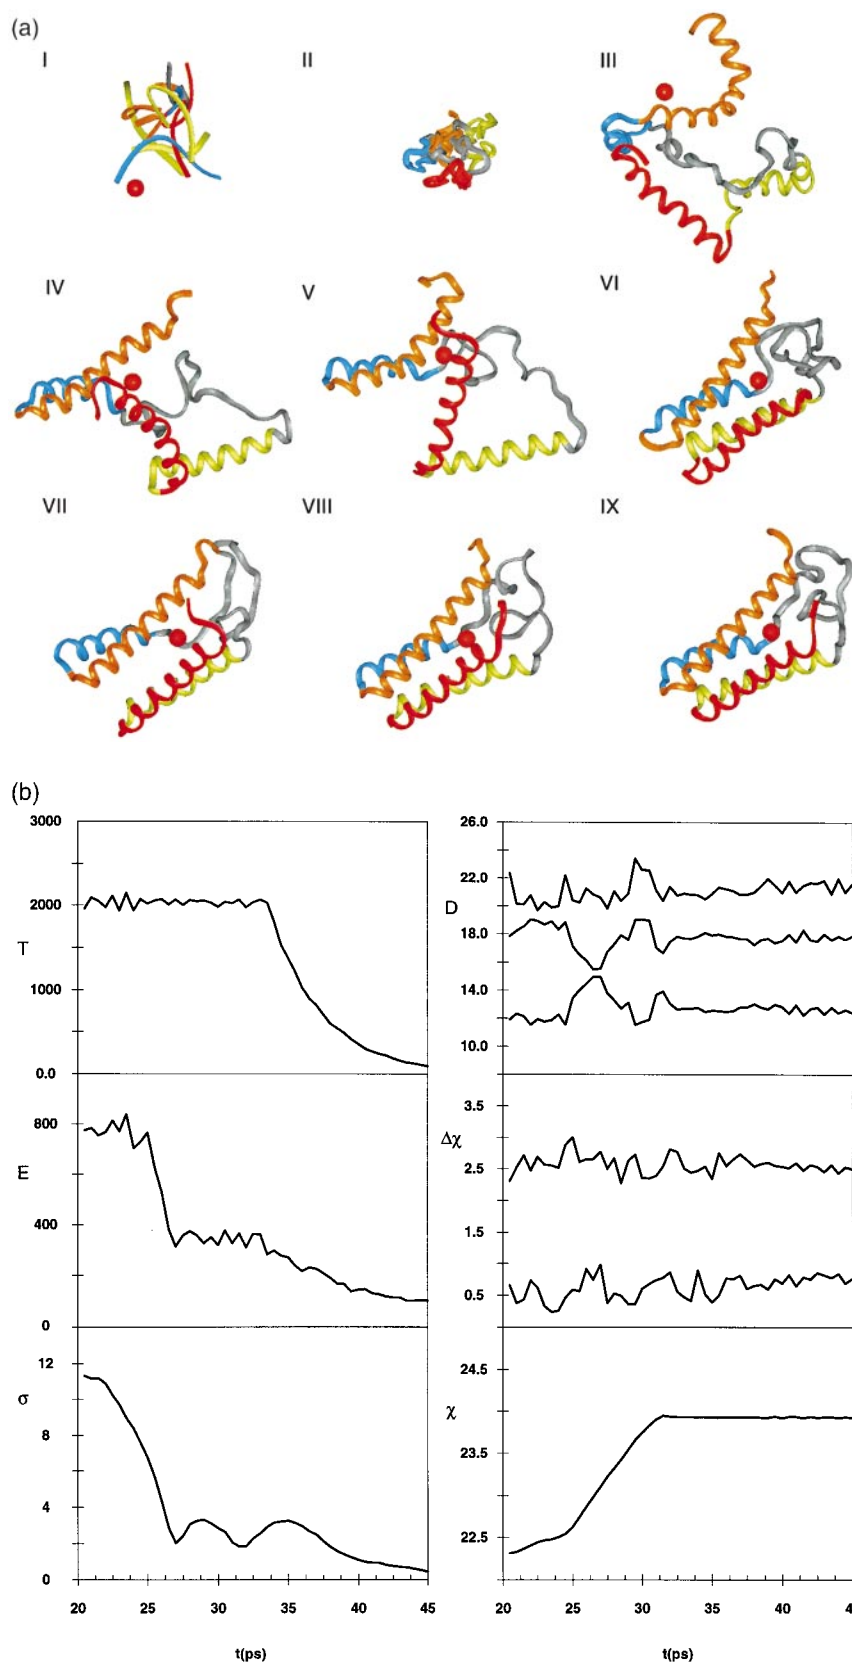 (a)
I II III
IV V VI
VII VIII IX
(b)
3000
2000
T
1000
0.0
800
E
400
0
12
σ
8
4
0
20 25 30 35 40 45
t(ps)
26.0
22.0
D
18.0
14.0
10.0
3.5
Δχ
2.5
1.5
0.5
24.5
χ
23.5
22.5
20 25 30 35 40
t(ps)